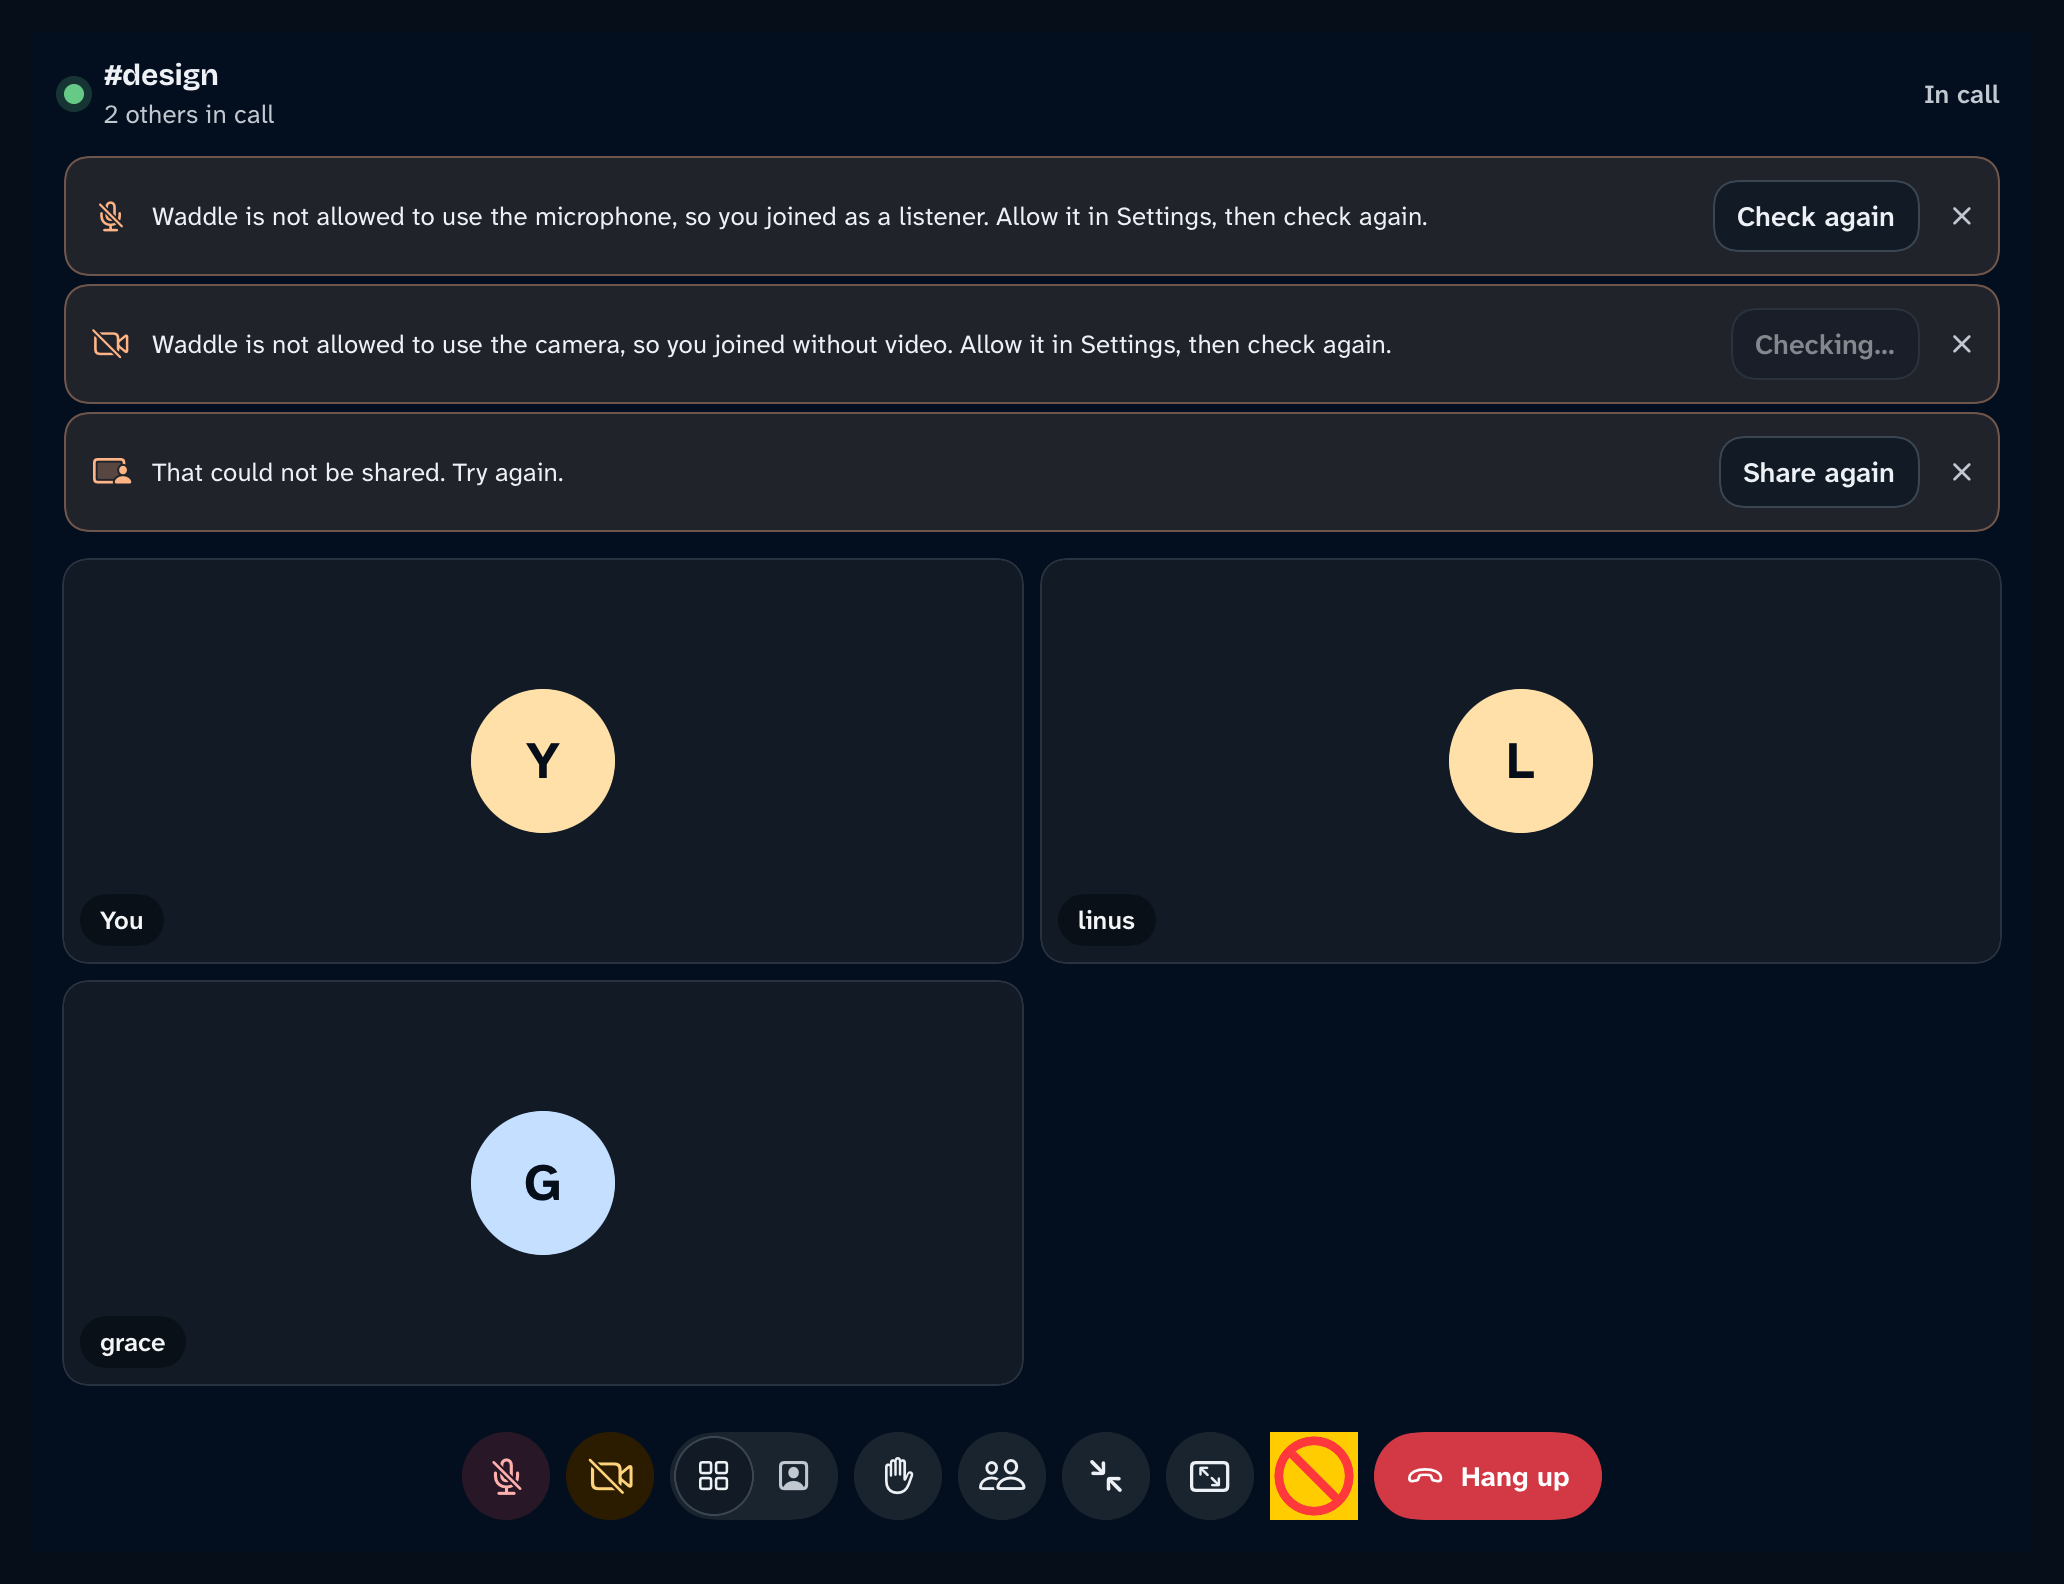 #design
2 others in call
In call
Waddle is not allowed to use the microphone, so you joined as a listener. Allow it in Settings, then check again.
Check again
Waddle is not allowed to use the camera, so you joined without video. Allow it in Settings, then check again.
Checking...
That could not be shared. Try again.
Share again
Y
You
L
linus
G
grace
Hang up